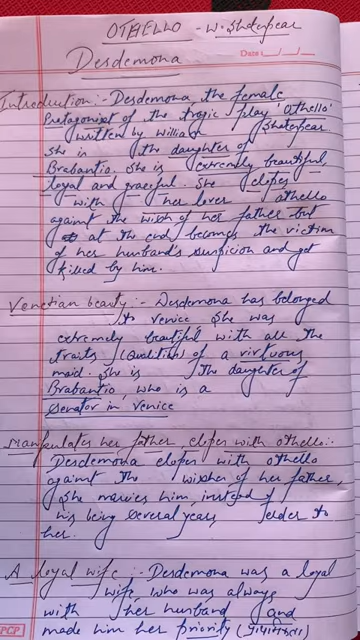 OTHELLO - W. Shakespear
Desdemona
Date: __/__/__
Introduction:- Desdemona, the female
Protagonist of the tragic play 'Othello'
written by William Shakespear
she is the daughter of
Brabantio. She is extremely beautiful,
loyal and graceful. She elopes
with her lover othello
against the wish of her father but
at the end becomes the victim
of her husband's suspicion and get
killed by him.
Venetian beauty:- Desdemona has belonged
to venice she was
extremely beautiful with all the
traits (Qualities) of a virtuous
maid. She is the daughter of
Brabantio, who is a
Senator in venice
Manipulates her father elopes with othello:-
Desdemona elopes with othello
against the wishes of her father,
She marries him, instead of
his being several years elder to
her.
A loyal wife:- Desdemona was a loyal
wife, who was always
with her husband and
made him her priority
PCP